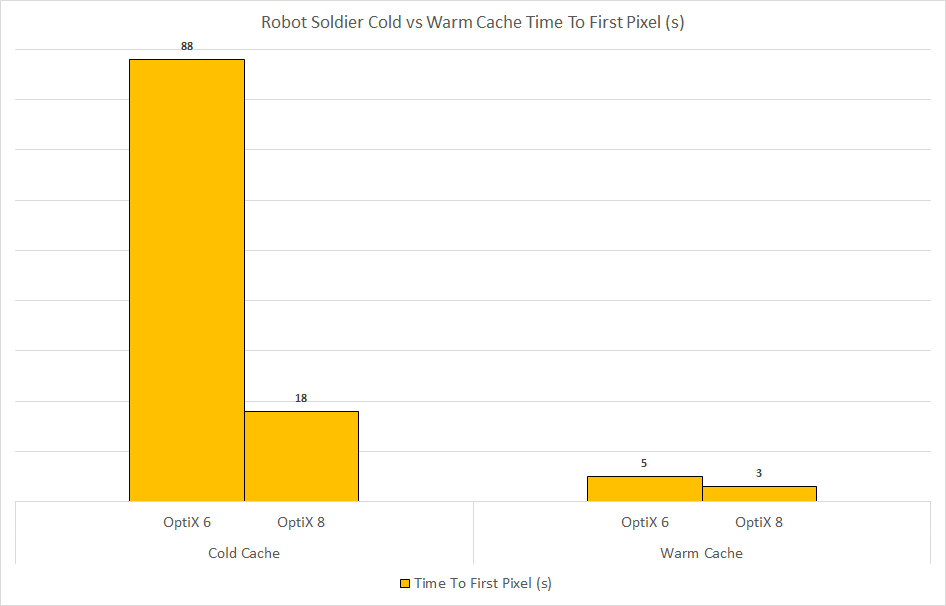 Robot Soldier Cold vs Warm Cache Time To First Pixel (s)
88
18
5
3
OptiX 6 OptiX 8 OptiX 6 OptiX 8
Cold Cache Warm Cache
Time To First Pixel (s)